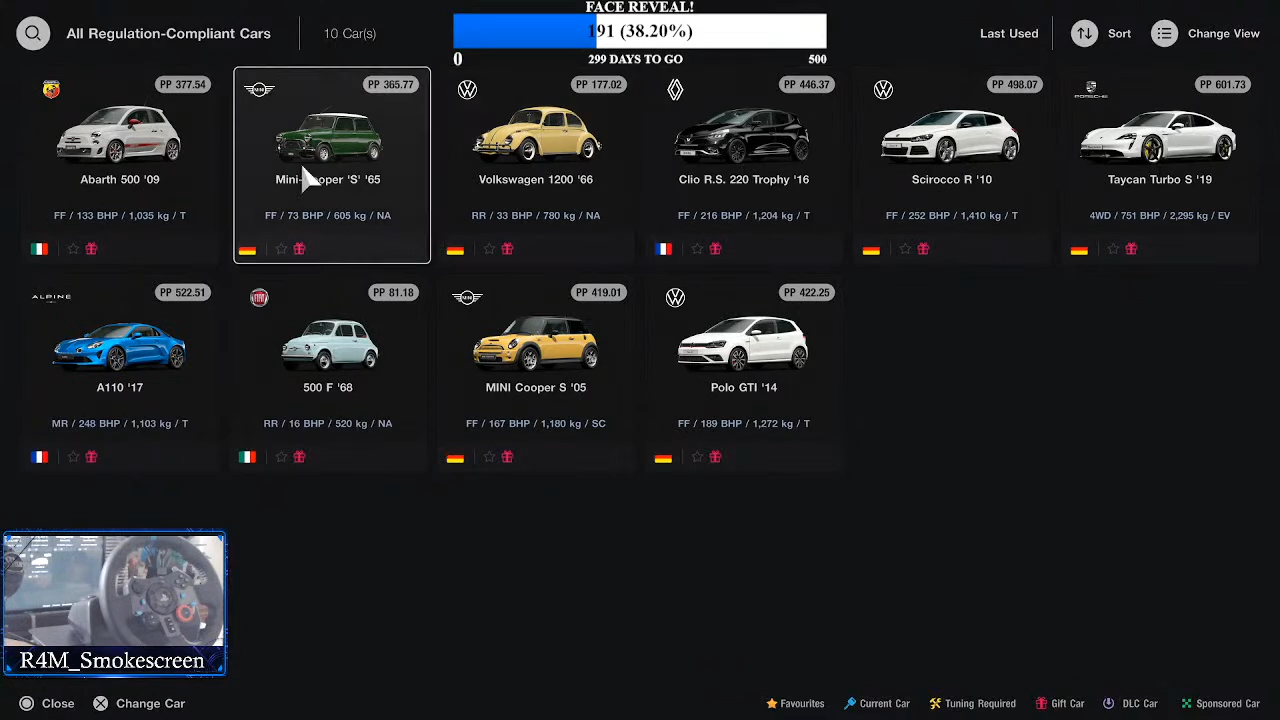 FACE REVEAL!
All Regulation-Compliant Cars
10 Car(s)
191 (38.20%)
Last Used
Sort
Change View
0
299 DAYS TO GO
500
PP 377.54
Abarth 500 '09
FF / 133 BHP / 1,035 kg / T
PP 365.77
FF / 73 BHP / 605 kg / NA
Mini-Cooper 'S' '65
PP 177.02
Volkswagen 1200 '66
RR / 33 BHP / 780 kg / NA
PP 446.37
Clio R.S. 220 Trophy '16
FF / 216 BHP / 1,204 kg / T
PP 498.07
Scirocco R '10
FF / 252 BHP / 1,410 kg / T
PORSCHE
PP 601.73
Taycan Turbo S '19
4WD / 751 BHP / 2,295 kg / EV
ALPINE
PP 522.51
A110 '17
MR / 248 BHP / 1,103 kg / T
FIAT
PP 81.18
500 F '68
RR / 16 BHP / 520 kg / NA
PP 419.01
MINI Cooper S '05
FF / 167 BHP / 1,180 kg / SC
PP 422.25
Polo GTI '14
FF / 189 BHP / 1,272 kg / T
R4M_Smokescreen
Close
Change Car
Favourites
Current Car
Tuning Required
Gift Car
DLC Car
Sponsored Car